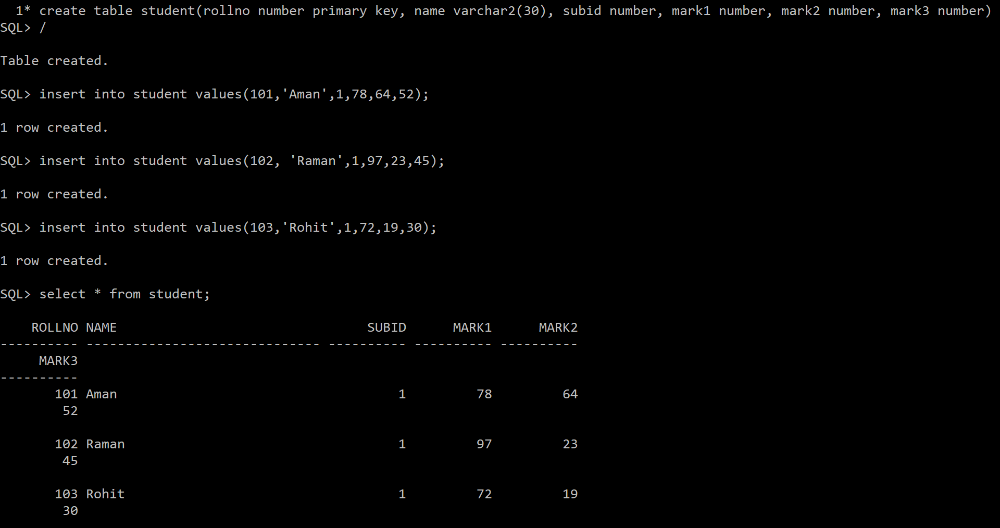 1* create table student(rollno number primary key, name varchar2(30), subid number, mark1 number, mark2 number, mark3 number)
SQL> /
Table created.
SQL> insert into student values(101,'Aman',1,78,64,52);
1 row created.
SQL> insert into student values(102, 'Raman',1,97,23,45);
1 row created.
SQL> insert into student values(103,'Rohit',1,72,19,30);
1 row created.
SQL> select * from student;
    ROLLNO NAME                                SUBID      MARK1      MARK2
---------- ------------------------------ ---------- ---------- ----------
     MARK3
----------
       101 Aman                                    1         78         64
        52
       102 Raman                                   1         97         23
        45
       103 Rohit                                   1         72         19
        30